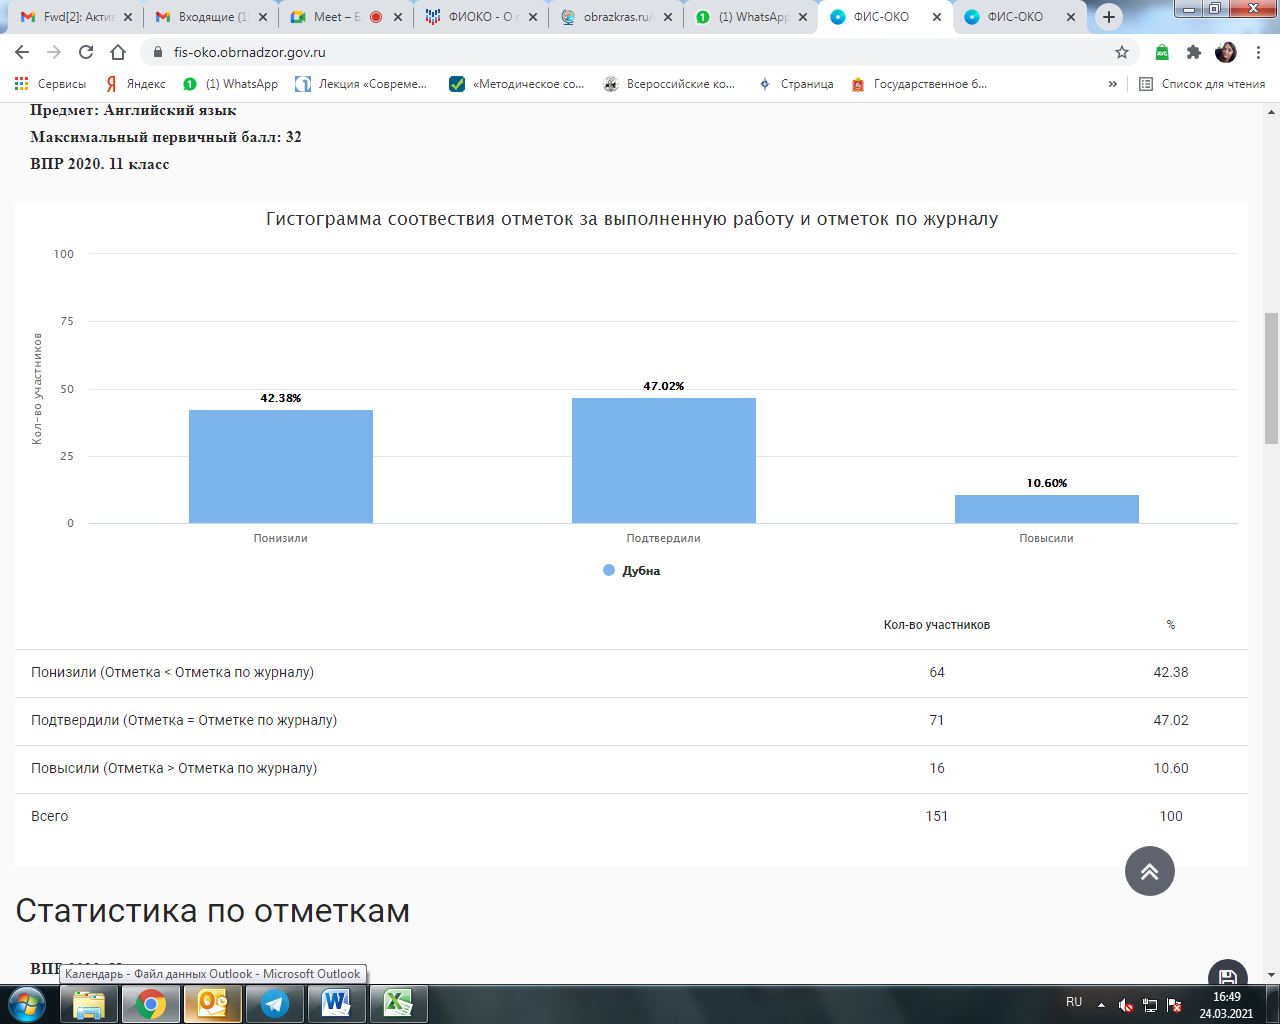 Fwd[2]: Акти
Входящие (1
Meet – Б
ФИОКО - О
obrazkras.ru/
(1) WhatsApp
ФИС-ОКО
ФИС-ОКО
fis-oko.obrnadzor.gov.ru
Сервисы
Яндекс
(1) WhatsApp
Лекция «Совреме...
«Методическое со...
Всероссийские ко...
Страница
Государственное б...
»
Список для чтения
Предмет: Английский язык
Максимальный первичный балл: 32
ВПР 2020. 11 класс
Гистограмма соотвествия отметок за выполненную работу и отметок по журналу
Кол-во участников
100
75
50
25
0
42.38%
47.02%
10.60%
Понизили
Подтвердили
Повысили
Дубна
Кол-во участников %
Понизили (Отметка < Отметка по журналу) 64 42.38
Подтвердили (Отметка = Отметке по журналу) 71 47.02
Повысили (Отметка > Отметка по журналу) 16 10.60
Всего 151 100
Статистика по отметкам
Календарь - Файл данных Outlook - Microsoft Outlook
RU
16:49
24.03.2021